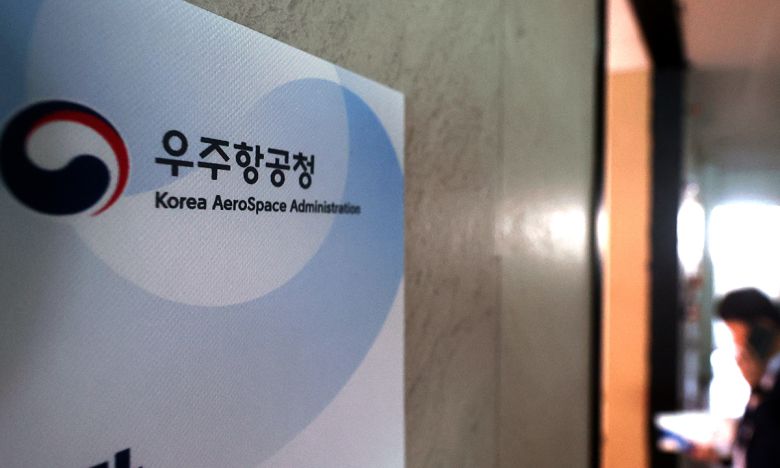 우주항공청
Korea AeroSpace Administration